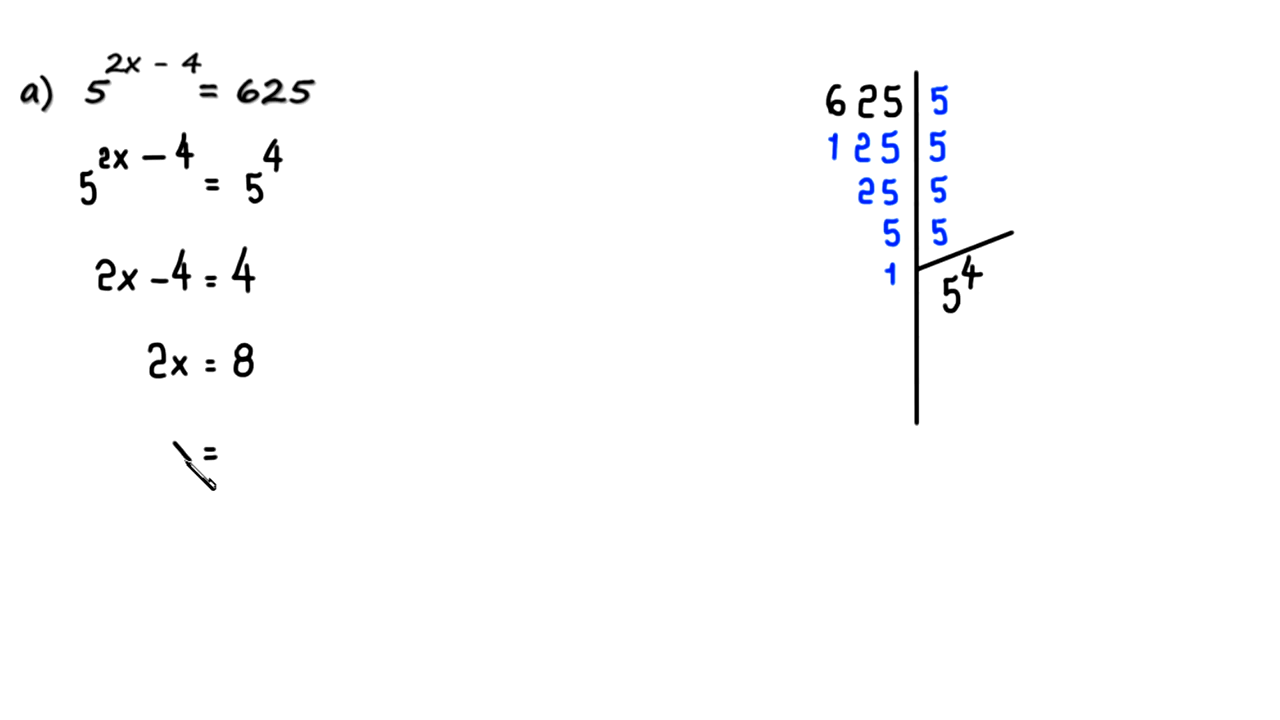 a) 5^{2x - 4} = 625
5^{2x - 4} = 5^4
2x - 4 = 4
2x = 8
=
625 | 5
125 | 5
25 | 5
5 | 5
1 | 5^4